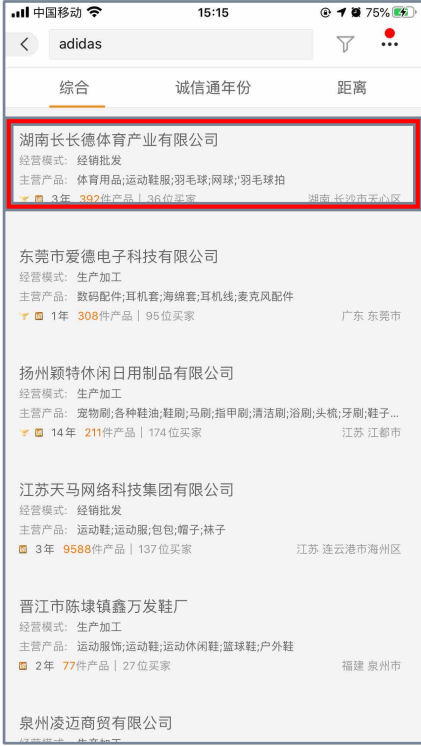 中国移动 15:15 75%
adidas
综合 诚信通年份 距离
湖南长长德体育产业有限公司
经营模式: 经销批发
主营产品: 体育用品;运动鞋服;羽毛球;网球;'羽毛球拍
3年 392件产品 | 36位买家 湖南 长沙市天心区
东莞市爱德电子科技有限公司
经营模式: 生产加工
主营产品: 数码配件;耳机套;海绵套;耳机线;麦克风配件
1年 308件产品 | 95位买家 广东 东莞市
扬州颖特休闲日用制品有限公司
经营模式: 生产加工
主营产品: 宠物刷;各种鞋油;鞋刷;马刷;指甲刷;清洁刷;浴刷;头梳;牙刷;鞋子...
14年 211件产品 | 174位买家 江苏 江都市
江苏天马网络科技集团有限公司
经营模式: 经销批发
主营产品: 运动鞋;运动服;包包;帽子;袜子
3年 9588件产品 | 137位买家 江苏 连云港市海州区
晋江市陈埭镇鑫万发鞋厂
经营模式: 生产加工
主营产品: 运动服饰;运动鞋;运动休闲鞋;篮球鞋;户外鞋
2年 77件产品 | 27位买家 福建 泉州市
泉州凌迈商贸有限公司